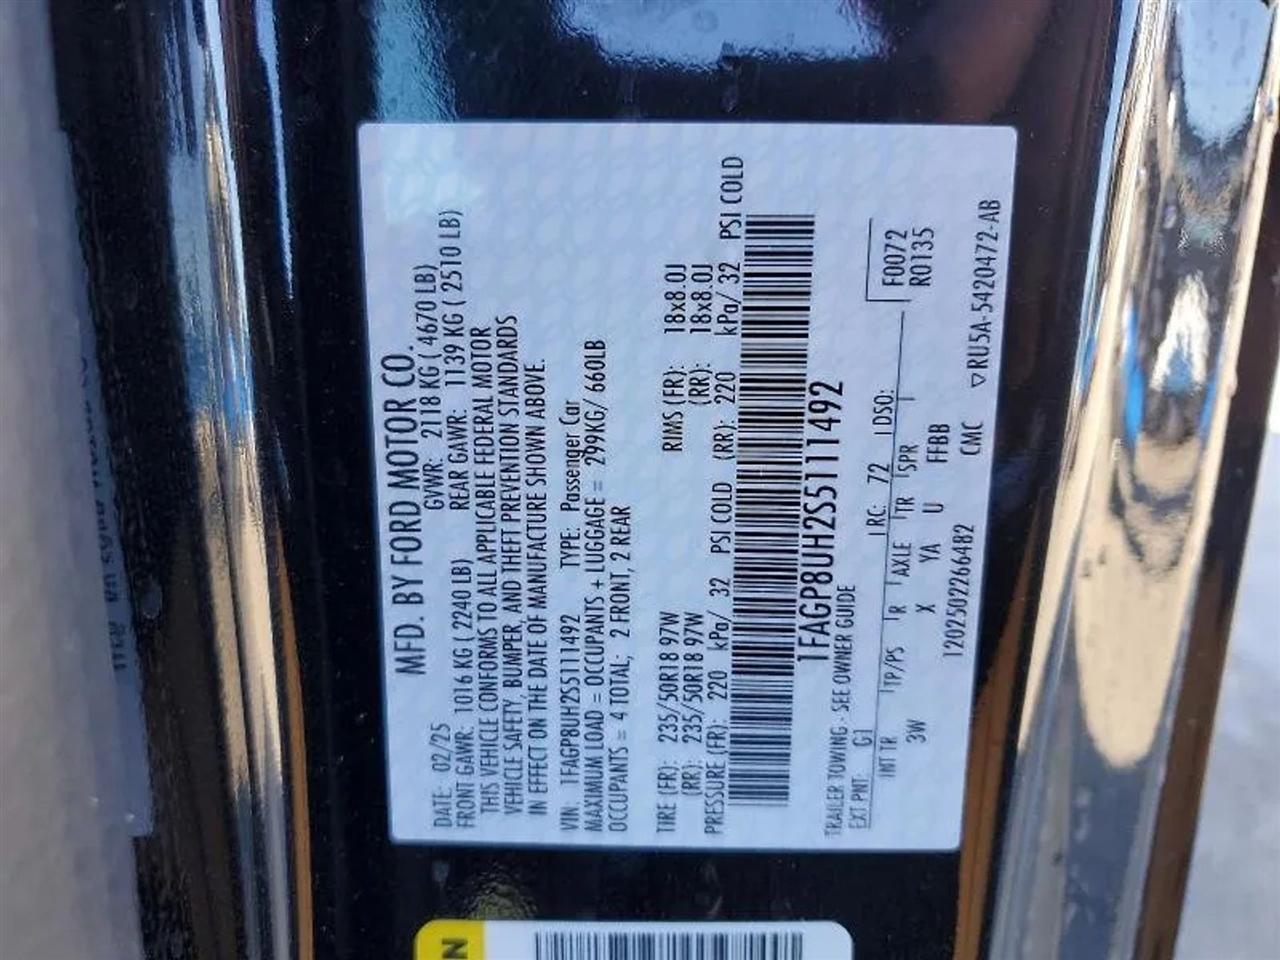 MFD. BY FORD MOTOR CO.
DATE: 02/25 GVWR: 2118 KG ( 4670 LB)
FRONT GAWR: 1016 KG ( 2240 LB) REAR GAWR: 1139 KG ( 2510 LB)
THIS VEHICLE CONFORMS TO ALL APPLICABLE FEDERAL MOTOR
VEHICLE SAFETY, BUMPER, AND THEFT PREVENTION STANDARDS
IN EFFECT ON THE DATE OF MANUFACTURE SHOWN ABOVE.
VIN: 1FAGP8UH2S5111492 TYPE: Passenger Car
MAXIMUM LOAD = OCCUPANTS + LUGGAGE = 299KG/ 660LB
OCCUPANTS = 4 TOTAL; 2 FRONT, 2 REAR
TIRE (FR): 235/50R18 97W RIMS (FR): 18x8.0J
(RR): 235/50R18 97W (RR): 18x8.0J
PRESSURE (FR): 220 kPa/ 32 PSI COLD (RR): 220 kPa/ 32 PSI COLD
1FAGP8UH2S5111492
TRAILER TOWING - SEE OWNER GUIDE
EXT PNT: G1 RC: 72 DSO: F0072
INT TR TP/PS R AXLE TR SPR R0135
3W X YA U FFBB
12025022664B2 CMC ▽RU5A-5420472-AB
N